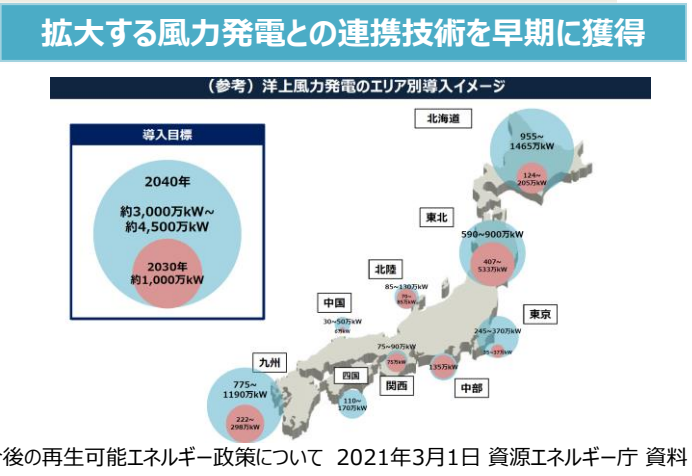 拡大する風力発電との連携技術を早期に獲得
（参考）洋上風力発電のエリア別導入イメージ
導入目標
2040年
約3,000万kW~
約4,500万kW
2030年
約1,000万kW
北海道
955~
1465万kW
124~
205万kW
東北
590~900万kW
407~
533万kW
北陸
85~130万kW
中国
30~50万kW
東京
245~370万kW
75~90万kW
関西
135万kW
中部
四国
110~
170万kW
九州
775~
1190万kW
222~
298万kW
後の再生可能エネルギー政策について 2021年3月1日 資源エネルギー庁 資料